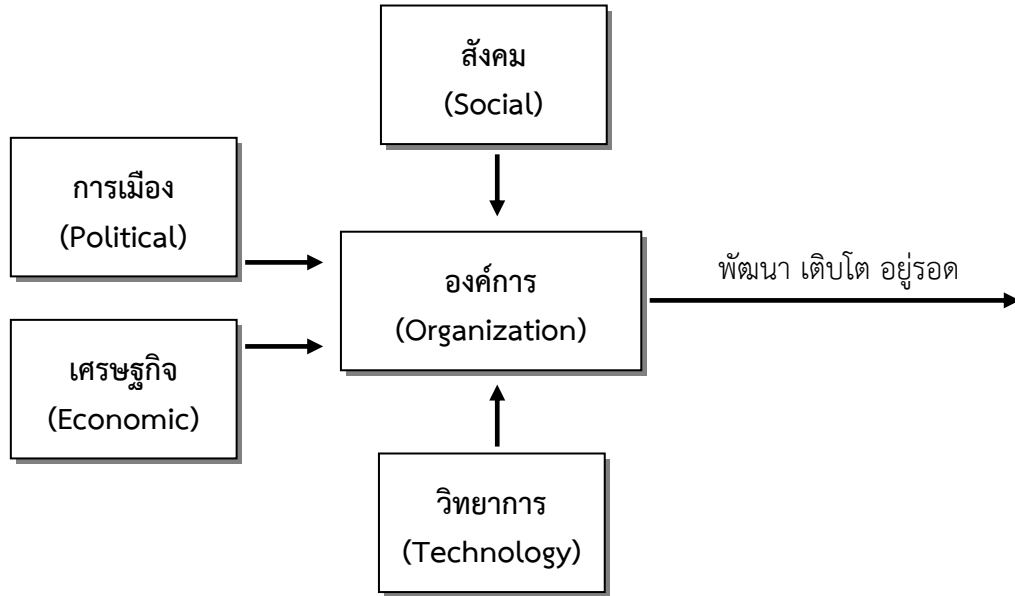 สังคม
(Social)
การเมือง
(Political)
องค์การ
(Organization)
พัฒนา เติบโต อยู่รอด
เศรษฐกิจ
(Economic)
วิทยาการ
(Technology)